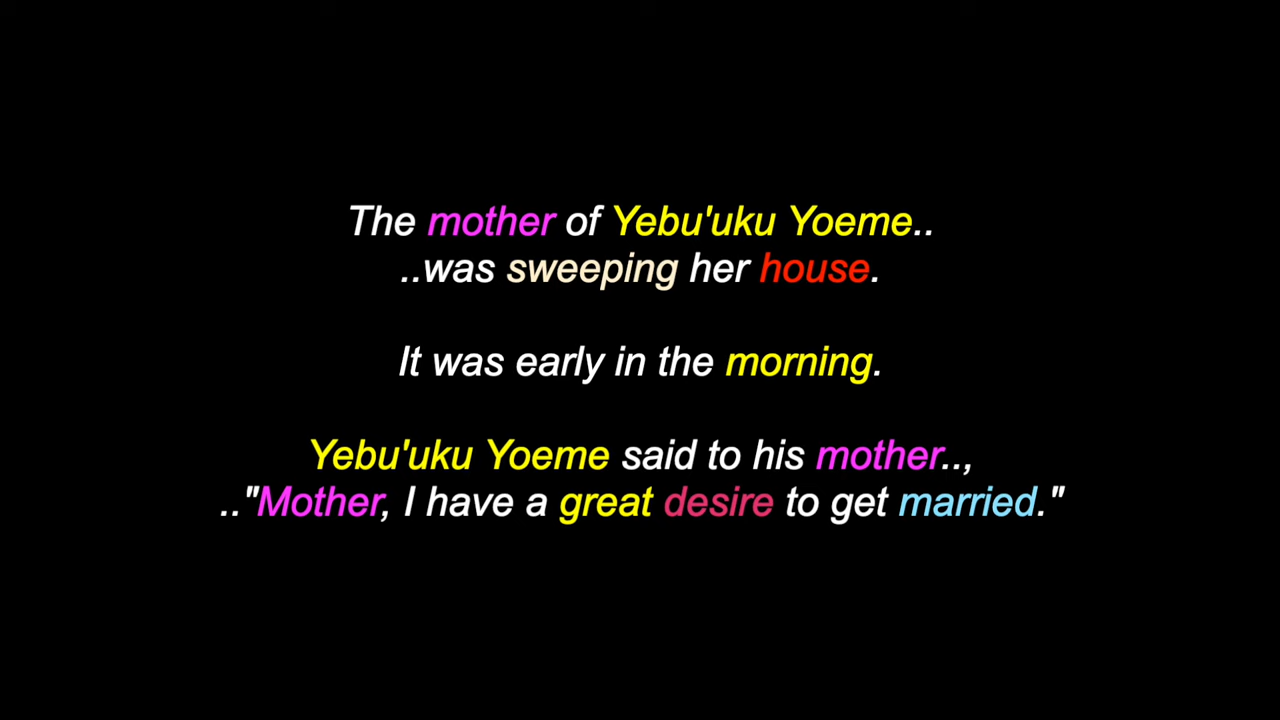 The mother of Yebu'uku Yoeme..
..was sweeping her house.
It was early in the morning.
Yebu'uku Yoeme said to his mother..,
.."Mother, I have a great desire to get married."